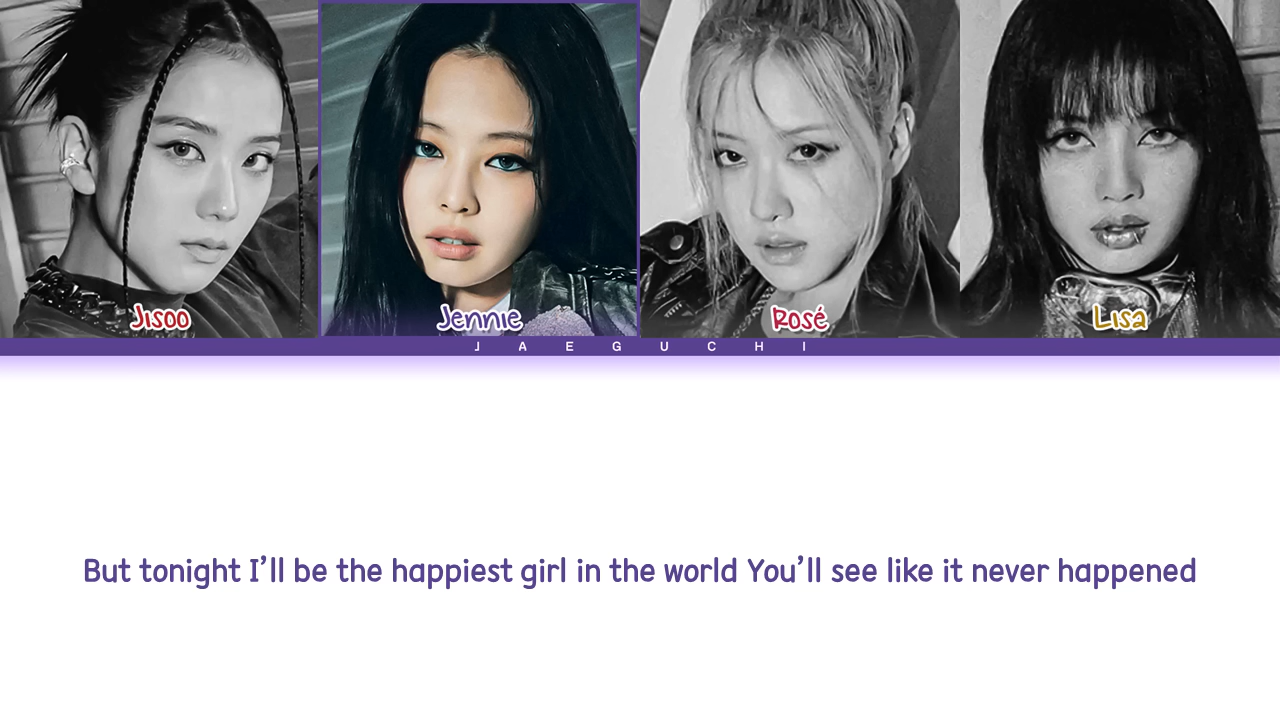 Jisoo
Jennie
Rosé
Lisa
JAEGUCHI
But tonight I’ll be the happiest girl in the world You’ll see like it never happened